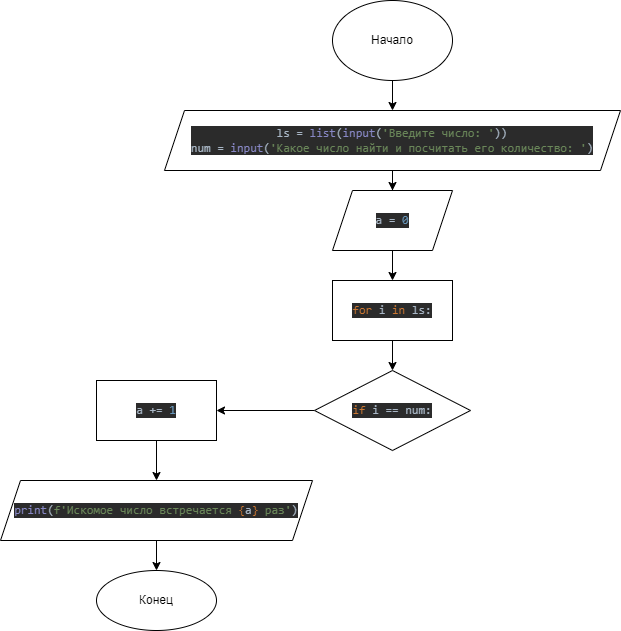 Начало
ls = list(input('Введите число: '))
num = input('Какое число найти и посчитать его количество: ')
a = 0
for i in ls:
if i == num:
a += 1
print(f'Искомое число встречается {a} раз')
Конец